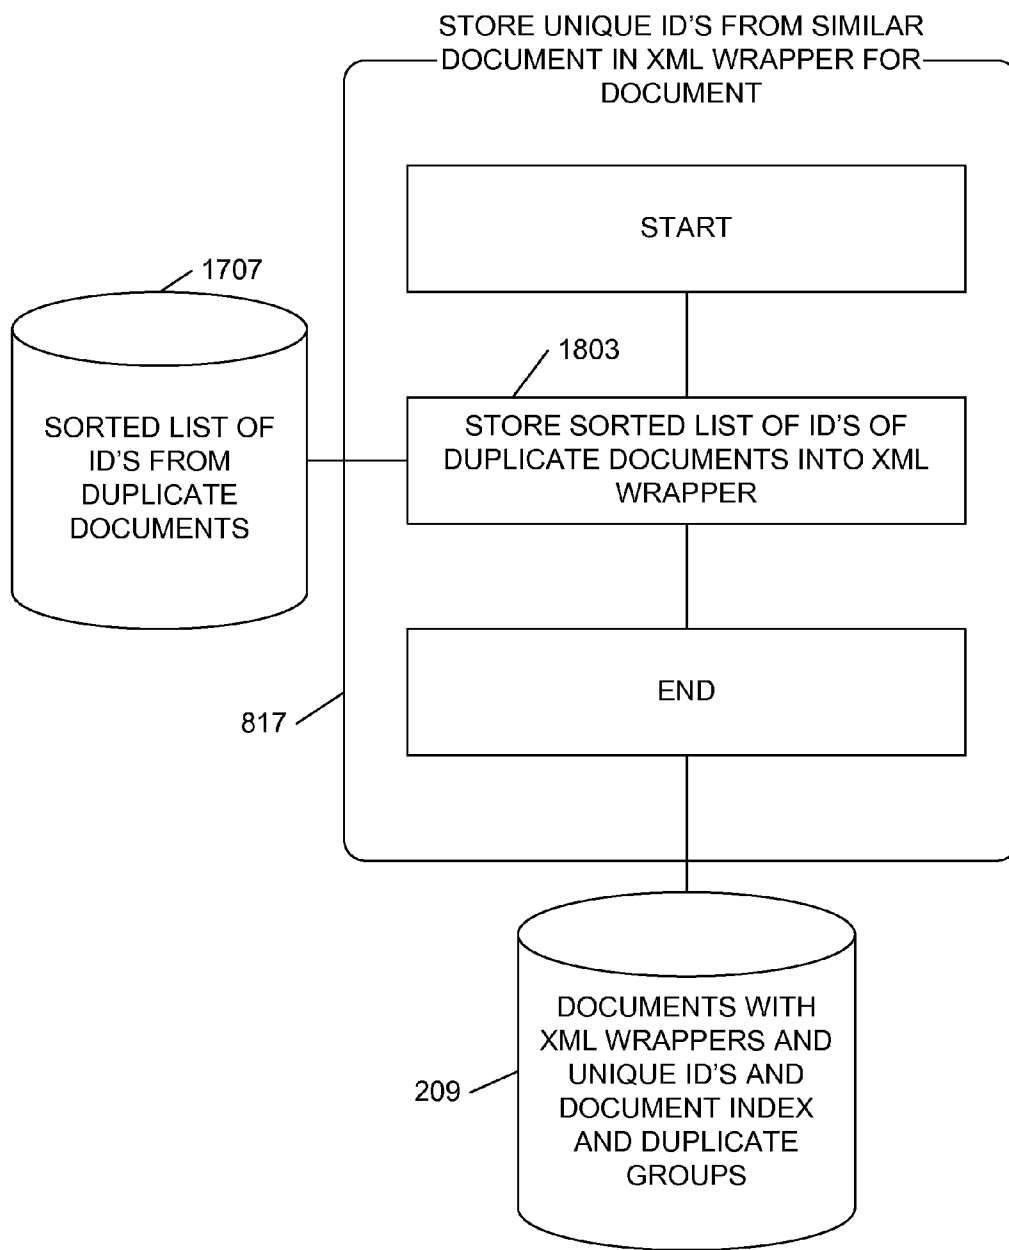 STORE UNIQUE ID'S FROM SIMILAR
DOCUMENT IN XML WRAPPER FOR
DOCUMENT
START
1707
1803
SORTED LIST OF
ID'S FROM
DUPLICATE
DOCUMENTS
STORE SORTED LIST OF ID'S OF
DUPLICATE DOCUMENTS INTO XML
WRAPPER
END
817
DOCUMENTS WITH
XML WRAPPERS AND
UNIQUE ID'S AND
DOCUMENT INDEX
AND DUPLICATE
GROUPS
209